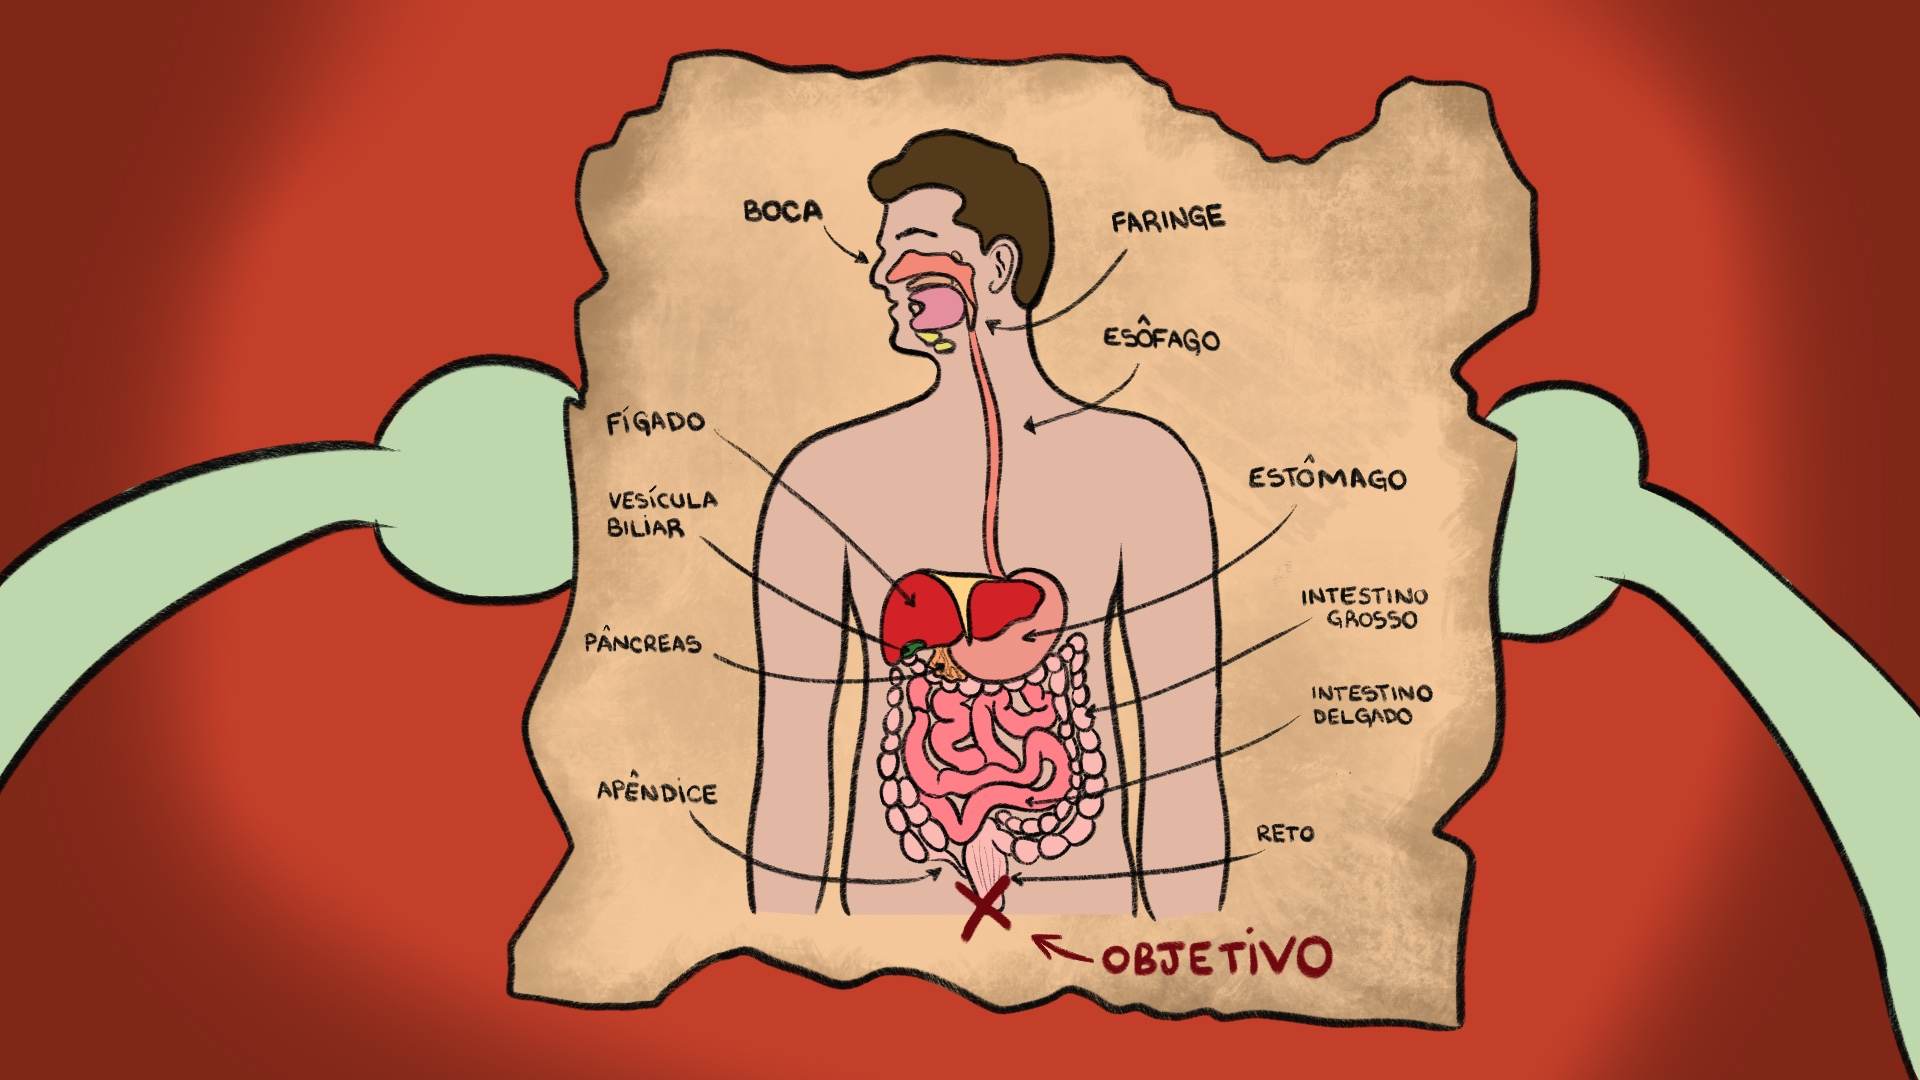 BOCA
FARINGE
ESÔFAGO
FÍGADO
VESÍCULA
BILIAR
PÂNCREAS
APÊNDICE
ESTÔMAGO
INTESTINO
GROSSO
INTESTINO
DELGADO
RETO
OBJETIVO